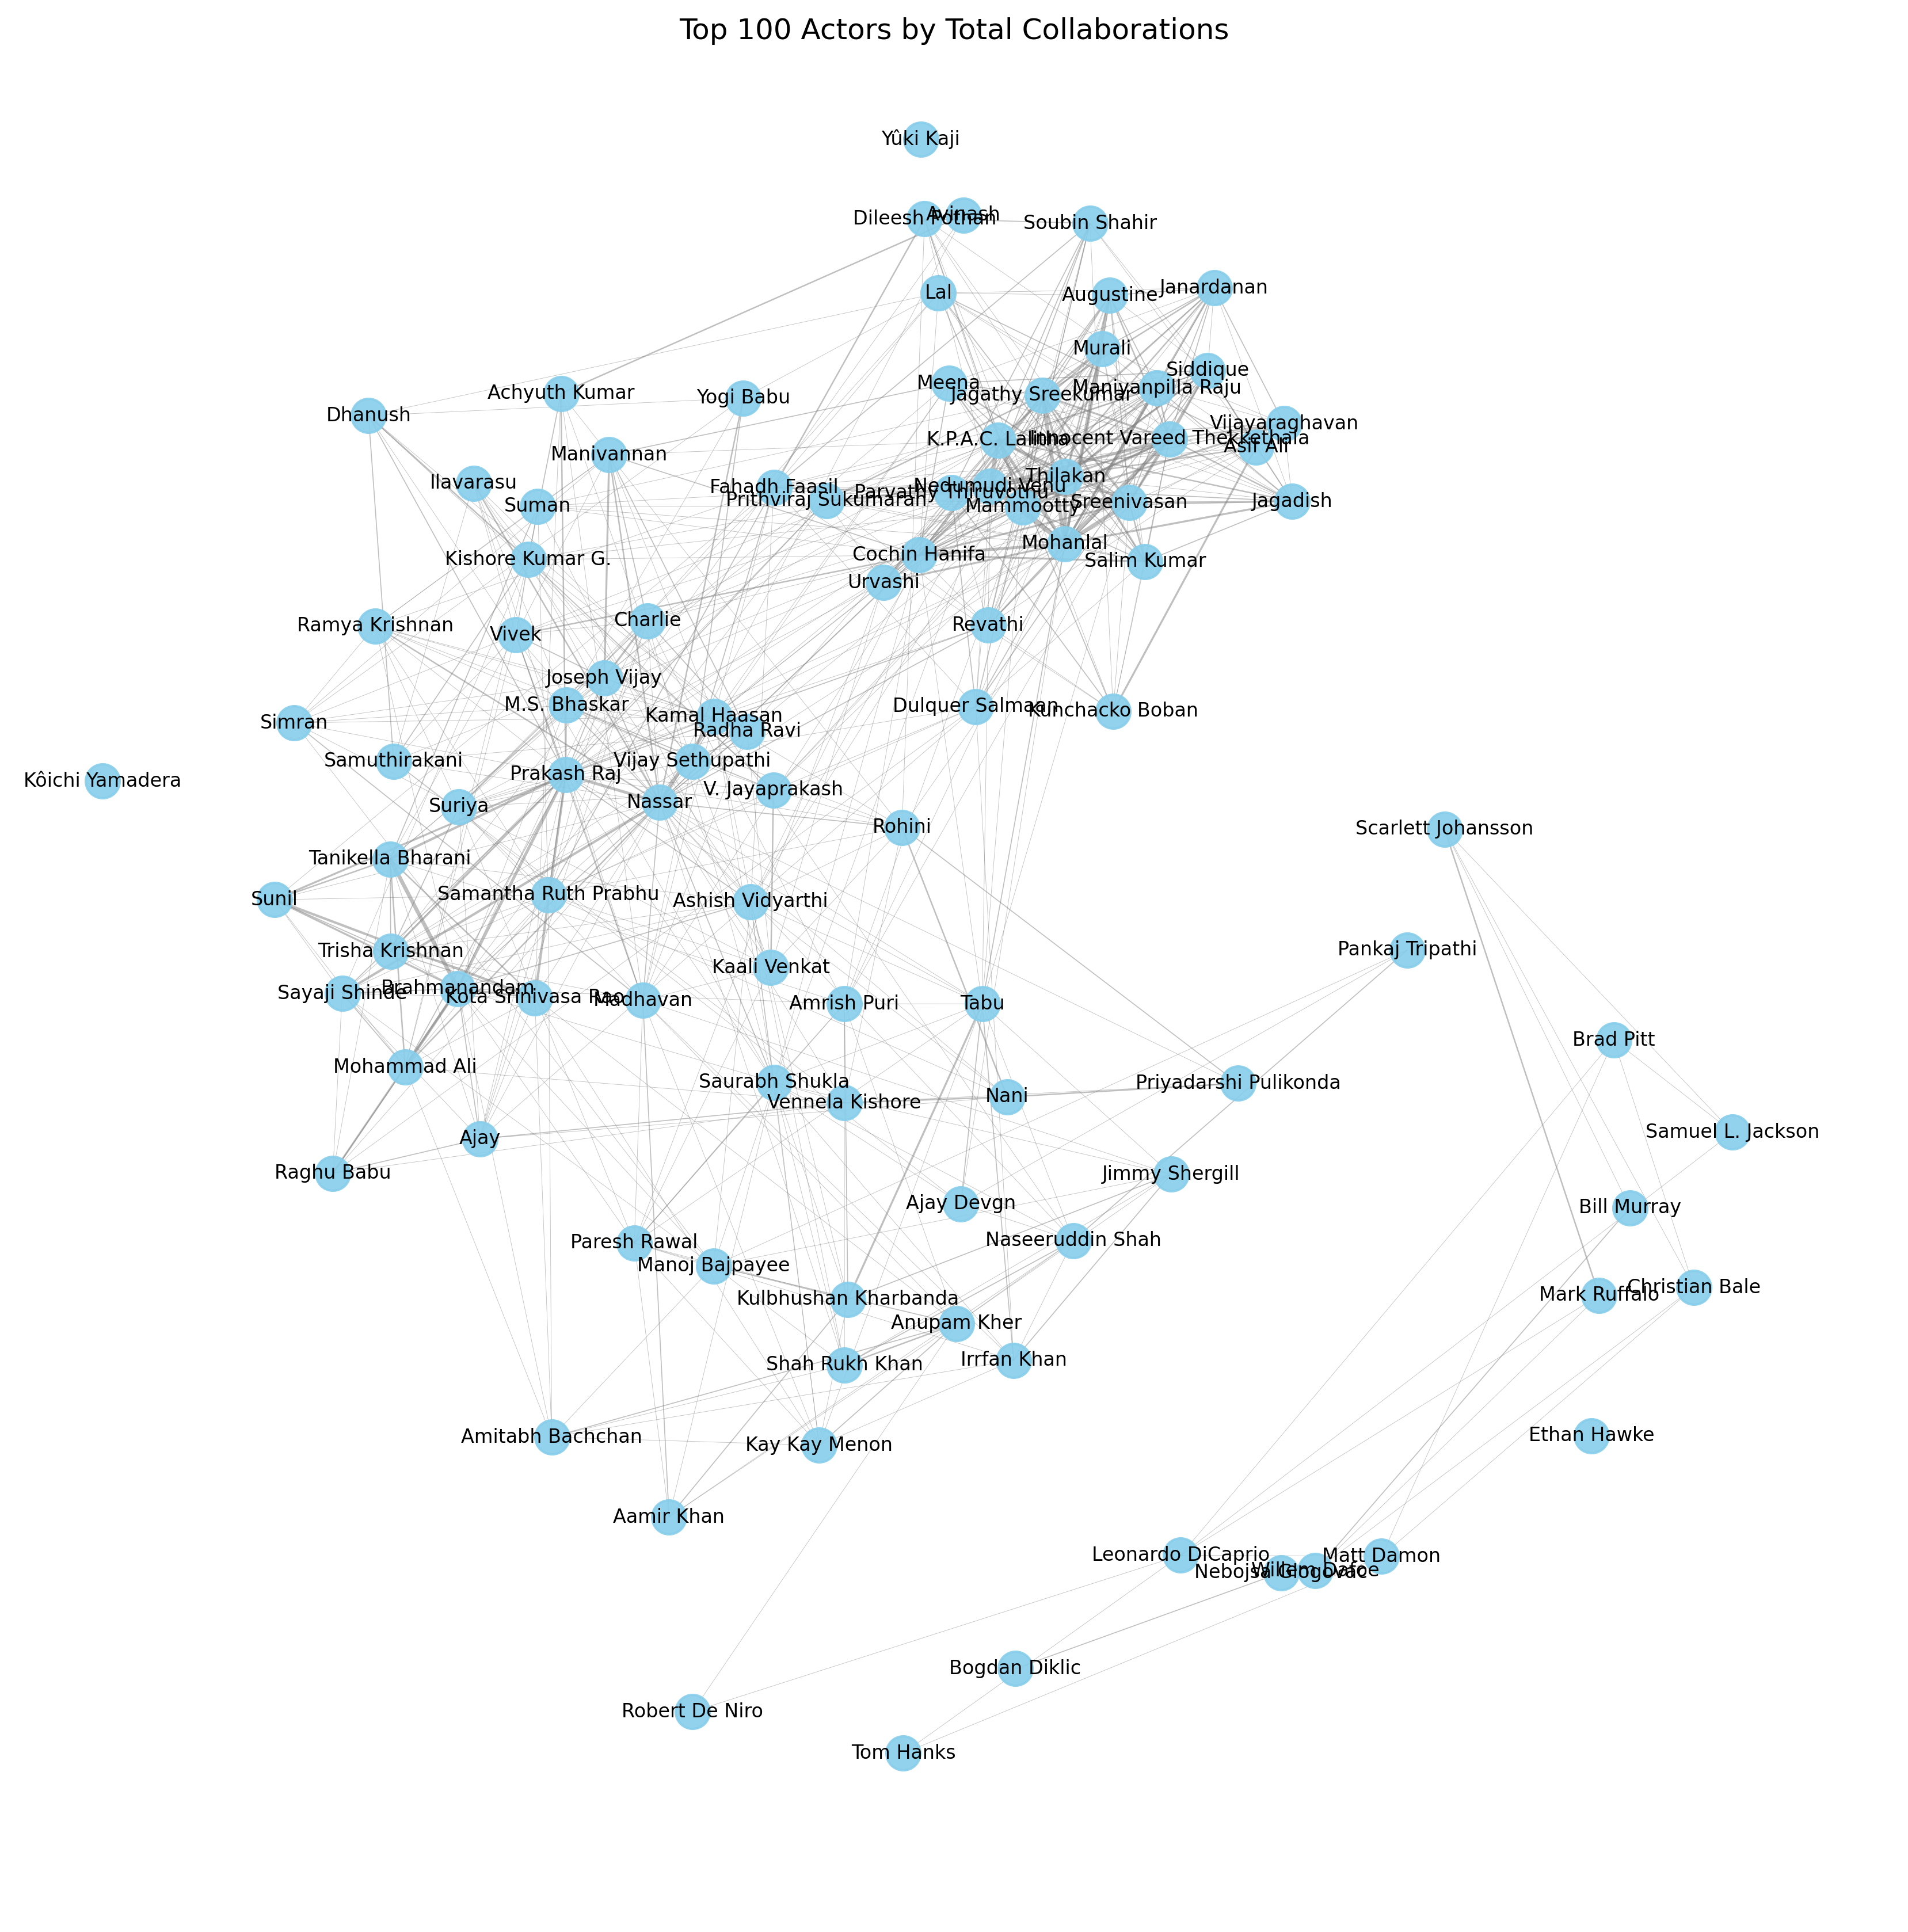 Top 100 Actors by Total Collaborations
Yûki Kaji
Dileesh Pothan
Avinash
Soubin Shahir
Lal
Augustine
Janardanan
Murali
Siddique
Meena
Jagathy Sreekumar
Maniyanpilla Raju
Achyuth Kumar
Yogi Babu
Dhanush
Vijayaraghavan
K.P.A.C. Lalitha
Innocent Vareed Thekkethala
Asif Ali
Manivannan
Thilakan
Ilavarasu
Fahadh Faasil
Nedumudi Venu
Parvathy Thiruvothu
Prithviraj Sukumaran
Suman
Mammootty
Sreenivasan
Jagadish
Mohanlal
Cochin Hanifa
Kishore Kumar G.
Salim Kumar
Urvashi
Charlie
Ramya Krishnan
Revathi
Vivek
Joseph Vijay
M.S. Bhaskar
Dulquer Salmaan
Kunchacko Boban
Kamal Haasan
Simran
Radha Ravi
Samuthirakani
Vijay Sethupathi
Prakash Raj
Kôichi Yamadera
V. Jayaprakash
Nassar
Suriya
Rohini
Scarlett Johansson
Tanikella Bharani
Samantha Ruth Prabhu
Sunil
Ashish Vidyarthi
Pankaj Tripathi
Trisha Krishnan
Kaali Venkat
Brahmanandam
Sayaji Shinde
Kota Srinivasa Rao
Madhavan
Amrish Puri
Tabu
Brad Pitt
Mohammad Ali
Saurabh Shukla
Priyadarshi Pulikonda
Nani
Vennela Kishore
Samuel L. Jackson
Ajay
Raghu Babu
Jimmy Shergill
Ajay Devgn
Bill Murray
Naseeruddin Shah
Paresh Rawal
Manoj Bajpayee
Christian Bale
Mark Ruffalo
Kulbhushan Kharbanda
Anupam Kher
Irrfan Khan
Shah Rukh Khan
Ethan Hawke
Amitabh Bachchan
Kay Kay Menon
Aamir Khan
Leonardo DiCaprio
Matt Damon
Willem Dafoe
Nebojsa Glogovac
Bogdan Diklic
Robert De Niro
Tom Hanks